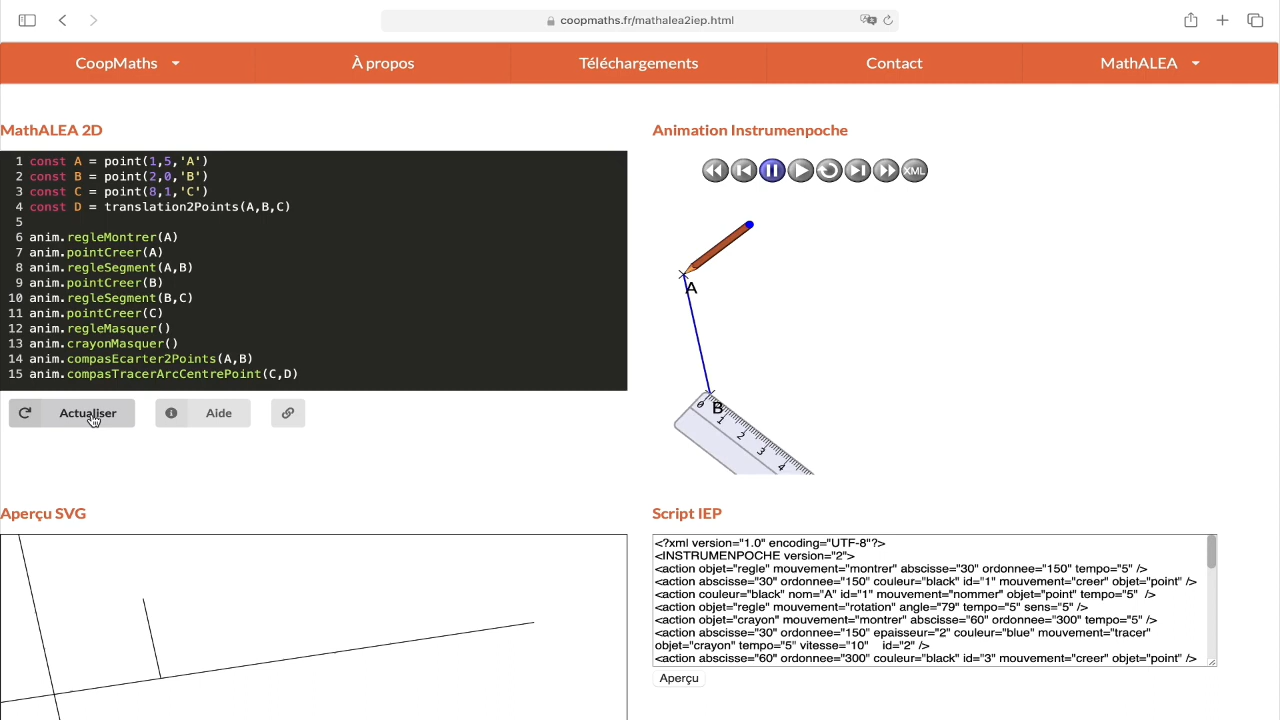 coopmaths.fr/mathalea2iep.html
CoopMaths
À propos
Téléchargements
Contact
MathALEA
MathALEA 2D
1 const A = point(1,5,'A')
2 const B = point(2,0,'B')
3 const C = point(8,1,'C')
4 const D = translation2Points(A,B,C)
5
6 anim.regleMontrer(A)
7 anim.pointCreer(A)
8 anim.regleSegment(A,B)
9 anim.pointCreer(B)
10 anim.regleSegment(B,C)
11 anim.pointCreer(C)
12 anim.regleMasquer()
13 anim.crayonMasquer()
14 anim.compasEcarter2Points(A,B)
15 anim.compasTracerArcCentrePoint(C,D)
Actualiser
Aide
Animation Instrumenpoche
XML
A
B
0 1 2 3 4
Aperçu SVG
Script IEP
<?xml version="1.0" encoding="UTF-8"?>
<INSTRUMENPOCHE version="2">
<action objet="regle" mouvement="montrer" abscisse="30" ordonnee="150" tempo="5" />
<action abscisse="30" ordonnee="150" couleur="black" id="1" mouvement="creer" objet="point" />
<action couleur="black" nom="A" id="1" mouvement="nommer" objet="point" tempo="5"  />
<action objet="regle" mouvement="rotation" angle="79" tempo="5" sens="5" />
<action objet="crayon" mouvement="montrer" abscisse="60" ordonnee="300" tempo="5" />
<action abscisse="30" ordonnee="150" epaisseur="2" couleur="blue" mouvement="tracer"
objet="crayon" tempo="5" vitesse="10"    id="2" />
<action abscisse="60" ordonnee="300" couleur="black" id="3" mouvement="creer" objet="point" />
Aperçu